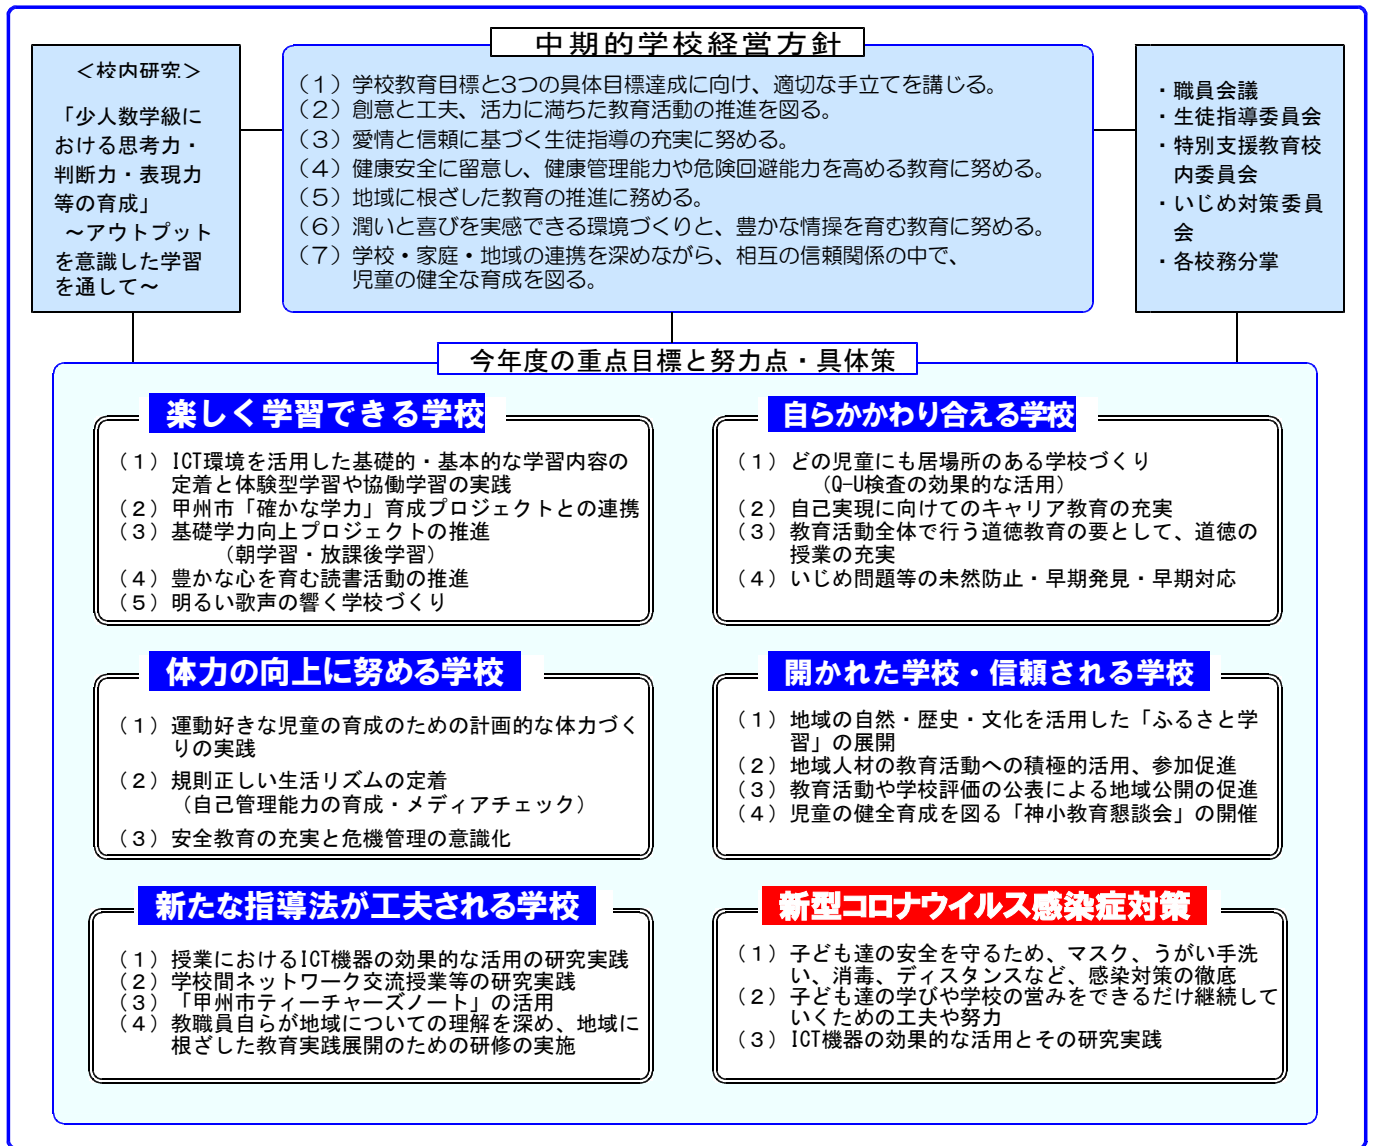 中期的学校経営方針
＜校内研究＞
「少人数学級に
おける思考力・
判断力・表現力
等の育成」
～アウトプット
を意識した学習
を通して～
（１）学校教育目標と3つの具体目標達成に向け、適切な手立てを講じる。
（２）創意と工夫、活力に満ちた教育活動の推進を図る。
（３）愛情と信頼に基づく生徒指導の充実に努める。
（４）健康安全に留意し、健康管理能力や危険回避能力を高める教育に努める。
（５）地域に根ざした教育の推進に務める。
（６）潤いと喜びを実感できる環境づくりと、豊かな情操を育む教育に努める。
（７）学校・家庭・地域の連携を深めながら、相互の信頼関係の中で、
児童の健全な育成を図る。
・職員会議
・生徒指導委員会
・特別支援教育校
内委員会
・いじめ対策委員
会
・各校務分掌
今年度の重点目標と努力点・具体策
楽しく学習できる学校
（１）ICT環境を活用した基礎的・基本的な学習内容の
定着と体験型学習や協働学習の実践
（２）甲州市「確かな学力」育成プロジェクトとの連携
（３）基礎学力向上プロジェクトの推進
（朝学習・放課後学習）
（４）豊かな心を育む読書活動の推進
（５）明るい歌声の響く学校づくり
自らかかわり合える学校
（１）どの児童にも居場所のある学校づくり
（Q-U検査の効果的な活用）
（２）自己実現に向けてのキャリア教育の充実
（３）教育活動全体で行う道徳教育の要として、道徳の
授業の充実
（４）いじめ問題等の未然防止・早期発見・早期対応
体力の向上に努める学校
（１）運動好きな児童の育成のための計画的な体力づく
りの実践
（２）規則正しい生活リズムの定着
（自己管理能力の育成・メディアチェック）
（３）安全教育の充実と危機管理の意識化
開かれた学校・信頼される学校
（１）地域の自然・歴史・文化を活用した「ふるさと学
習」の展開
（２）地域人材の教育活動への積極的活用、参加促進
（３）教育活動や学校評価の公表による地域公開の促進
（４）児童の健全育成を図る「神小教育懇談会」の開催
新たな指導法が工夫される学校
（１）授業におけるICT機器の効果的な活用の研究実践
（２）学校間ネットワーク交流授業等の研究実践
（３）「甲州市ティーチャーズノート」の活用
（４）教職員自らが地域についての理解を深め、地域に
根ざした教育実践展開のための研修の実施
新型コロナウイルス感染症対策
（１）子ども達の安全を守るため、マスク、うがい手洗
い、消毒、ディスタンスなど、感染対策の徹底
（２）子ども達の学びや学校の営みをできるだけ継続して
いくための工夫や努力
（３）ICT機器の効果的な活用とその研究実践